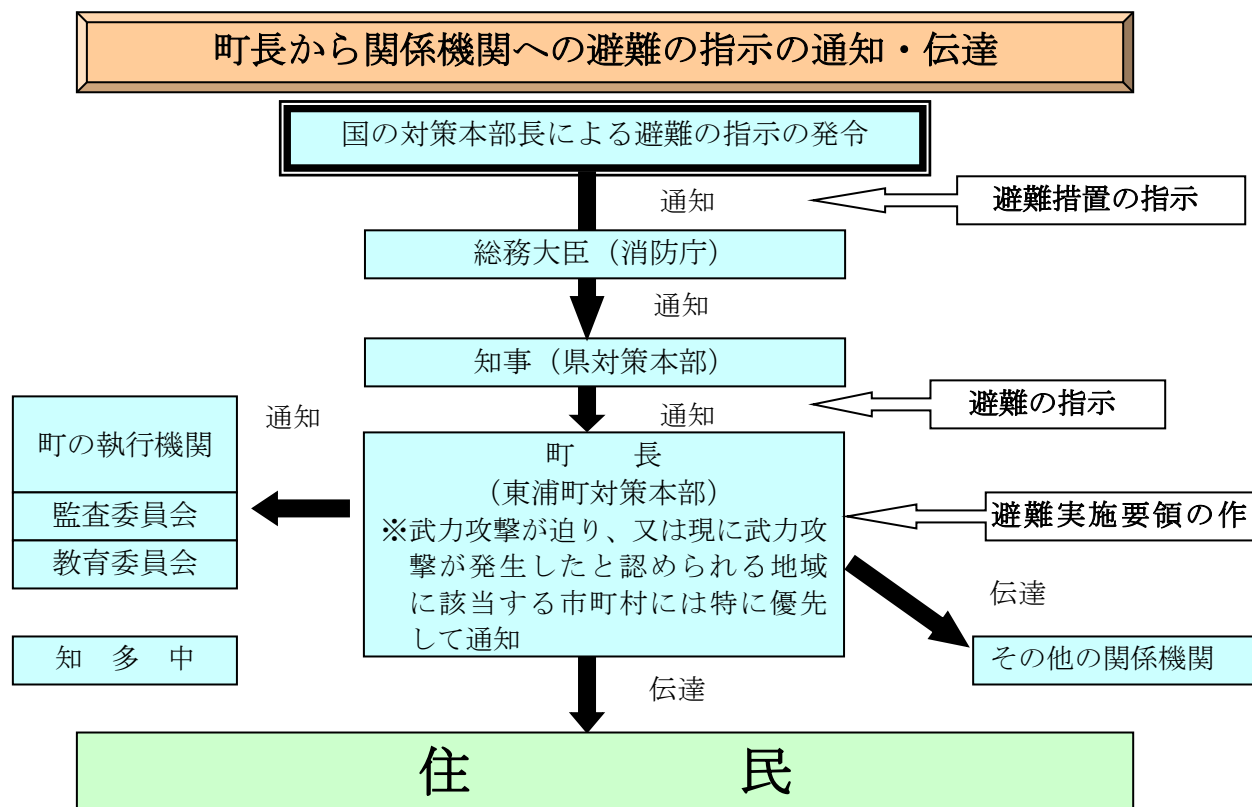 町長から関係機関への避難の指示の通知・伝達
国の対策本部長による避難の指示の発令
通知
避難措置の指示
総務大臣（消防庁）
通知
知事（県対策本部）
通知
避難の指示
通知
町の執行機関
監査委員会
教育委員会
知　多　中
町　　長
（東浦町対策本部）
※武力攻撃が迫り、又は現に武力攻
撃が発生したと認められる地域
に該当する市町村には特に優先
して通知
避難実施要領の作
伝達
その他の関係機関
伝達
住　　　　民